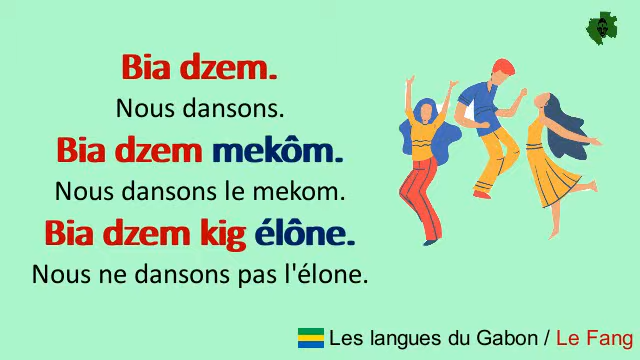 Bia dzem.
Nous dansons.
Bia dzem mekôm.
Nous dansons le mekom.
Bia dzem kig élône.
Nous ne dansons pas l'élone.
Les langues du Gabon / Le Fang